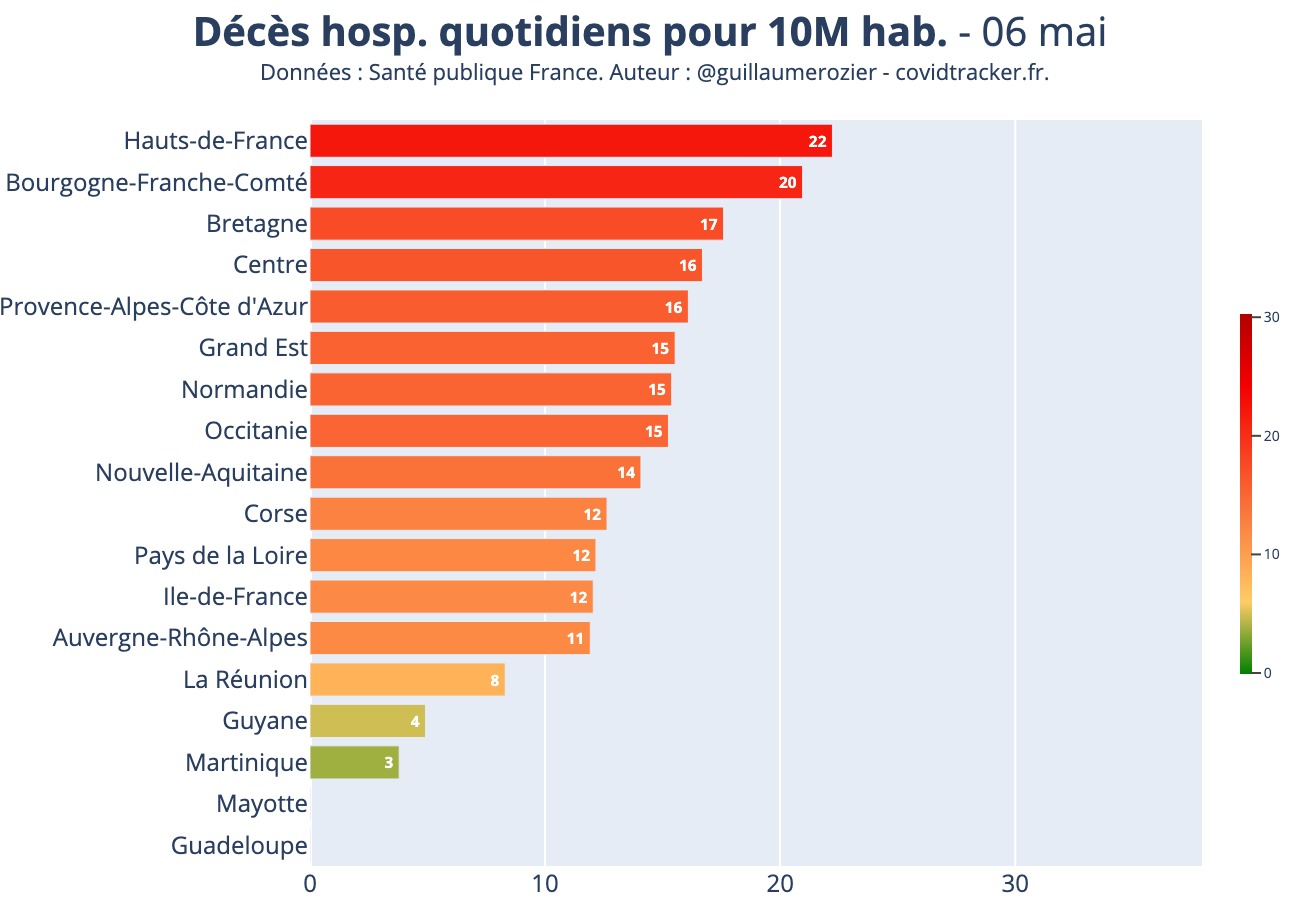 Décès hosp. quotidiens pour 10M hab. - 06 mai
Données : Santé publique France. Auteur : @guillaumerozier - covidtracker.fr.
Hauts-de-France 22
Bourgogne-Franche-Comté 20
Bretagne 17
Centre 16
Provence-Alpes-Côte d'Azur 16
Grand Est 15
Normandie 15
Occitanie 15
Nouvelle-Aquitaine 14
Corse 12
Pays de la Loire 12
Ile-de-France 12
Auvergne-Rhône-Alpes 11
La Réunion 8
Guyane 4
Martinique 3
Mayotte
Guadeloupe
0 10 20 30
30
20
10
0